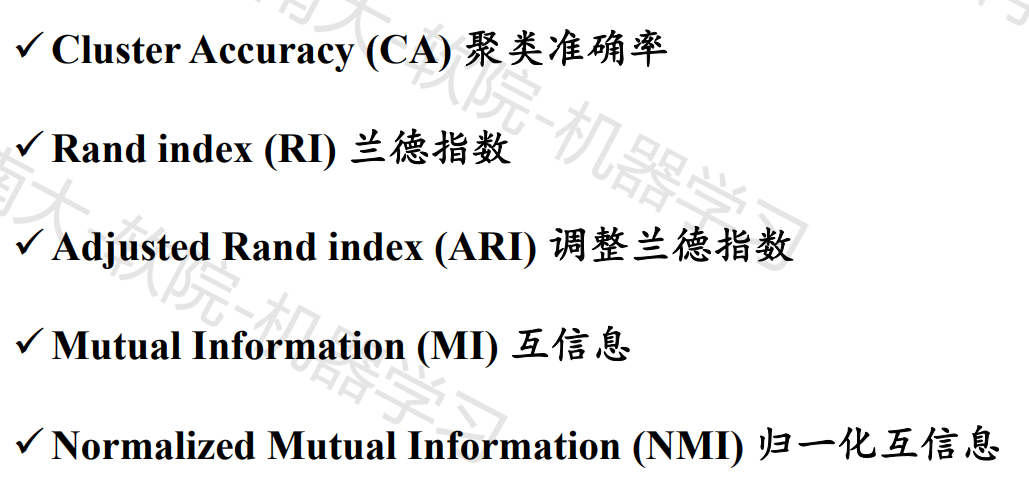 ✓ Cluster Accuracy (CA) 聚类准确率
✓ Rand index (RI) 兰德指数
✓ Adjusted Rand index (ARI) 调整兰德指数
✓ Mutual Information (MI) 互信息
✓ Normalized Mutual Information (NMI) 归一化互信息
南大-软院-机器学习
南大-软院-机器学习